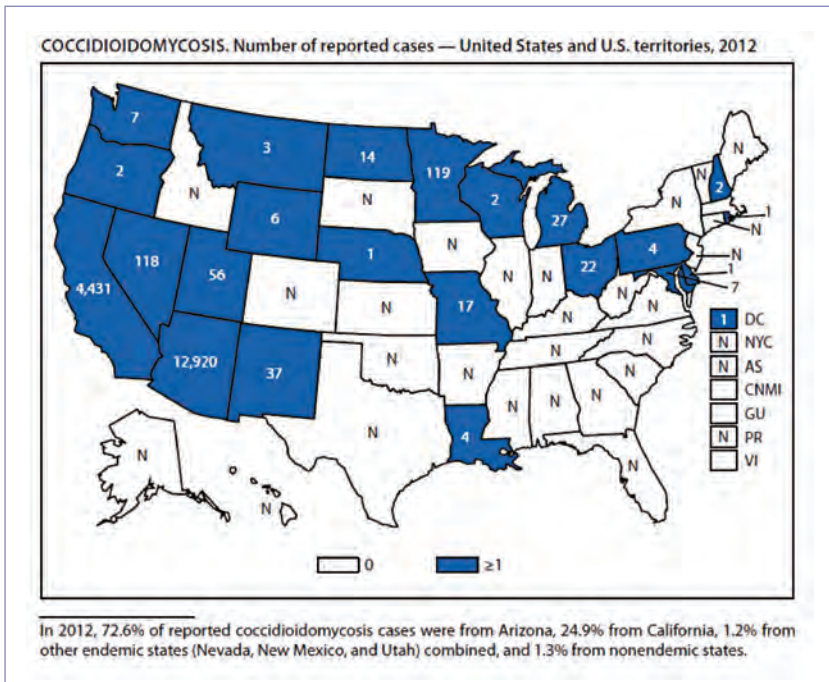 COCCIDIOIDOMYCOSIS. Number of reported cases — United States and U.S. territories, 2012
7
3
14
119
2
N
N
6
N
2
27
N
N
N
2
1
N
4,431
118
56
1
N
N
N
N
22
4
N
1
7
N
17
N
N
N
N
12,920
37
N
N
N
N
N
N
N
N
N
4
N
N
N
1 DC
N NYC
N AS
CNMI
GU
N PR
VI
0
≥1
In 2012, 72.6% of reported coccidioidomycosis cases were from Arizona, 24.9% from California, 1.2% from
other endemic states (Nevada, New Mexico, and Utah) combined, and 1.3% from nonendemic states.